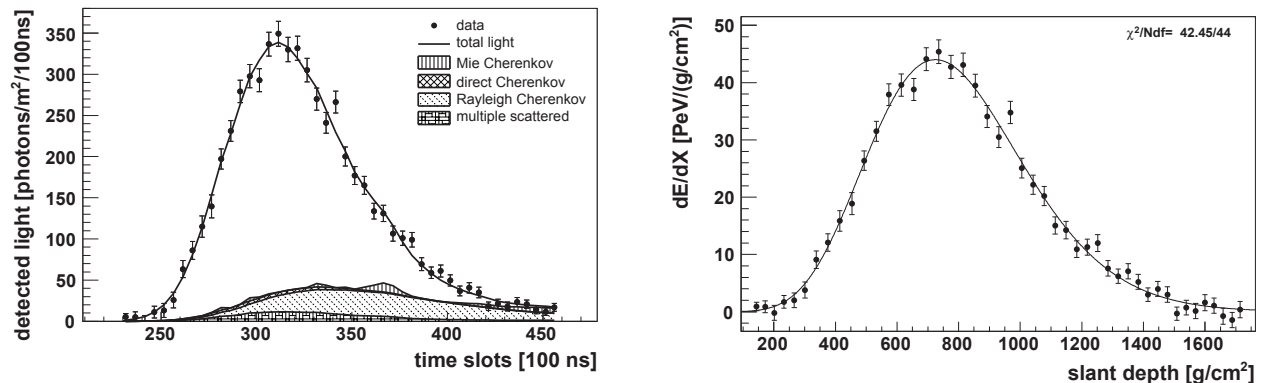 detected light [photons/m²/100ns]
350
300
250
200
150
100
50
0
data
total light
Mie Cherenkov
direct Cherenkov
Rayleigh Cherenkov
multiple scattered
250 300 350 400 450
time slots [100 ns]
dE/dX [PeV/(g/cm²)]
50
40
30
20
10
0
χ²/Ndf= 42.45/44
200 400 600 800 1000 1200 1400 1600
slant depth [g/cm²]